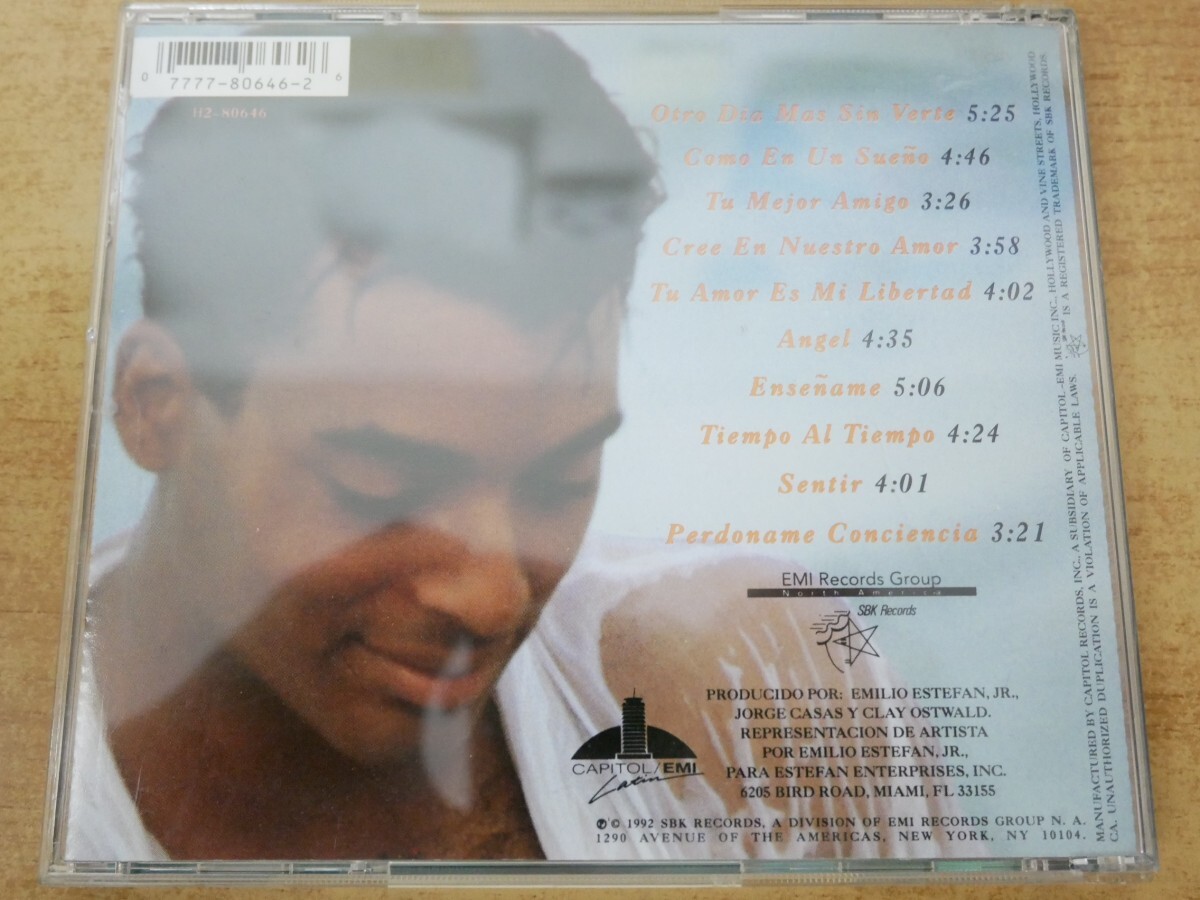 0 7777-80646-2 6
H2-80646
Otro Dia Mas Sin Verte 5:25
Como En Un Sueño 4:46
Tu Mejor Amigo 3:26
Cree En Nuestro Amor 3:58
Tu Amor Es Mi Libertad 4:02
Angel 4:35
Enseñame 5:06
Tiempo Al Tiempo 4:24
Sentir 4:01
Perdoname Conciencia 3:21
EMI Records Group
North America
SBK Records
CAPITOL/EMI
Latin
PRODUCIDO POR: EMILIO ESTEFAN, JR.,
JORGE CASAS Y CLAY OSTWALD.
REPRESENTACION DE ARTISTA
POR EMILIO ESTEFAN, JR.,
PARA ESTEFAN ENTERPRISES, INC.
6205 BIRD ROAD, MIAMI, FL 33155
℗© 1992 SBK RECORDS, A DIVISION OF EMI RECORDS GROUP N. A.
1290 AVENUE OF THE AMERICAS, NEW YORK, NY 10104.
MANUFACTURED BY CAPITOL RECORDS, INC., A SUBSIDIARY OF CAPITOL-EMI MUSIC INC., HOLLYWOOD AND VINE STREETS, HOLLYWOOD
CA. UNAUTHORIZED DUPLICATION IS A VIOLATION OF APPLICABLE LAWS. IS A REGISTERED TRADEMARK OF SBK RECORDS